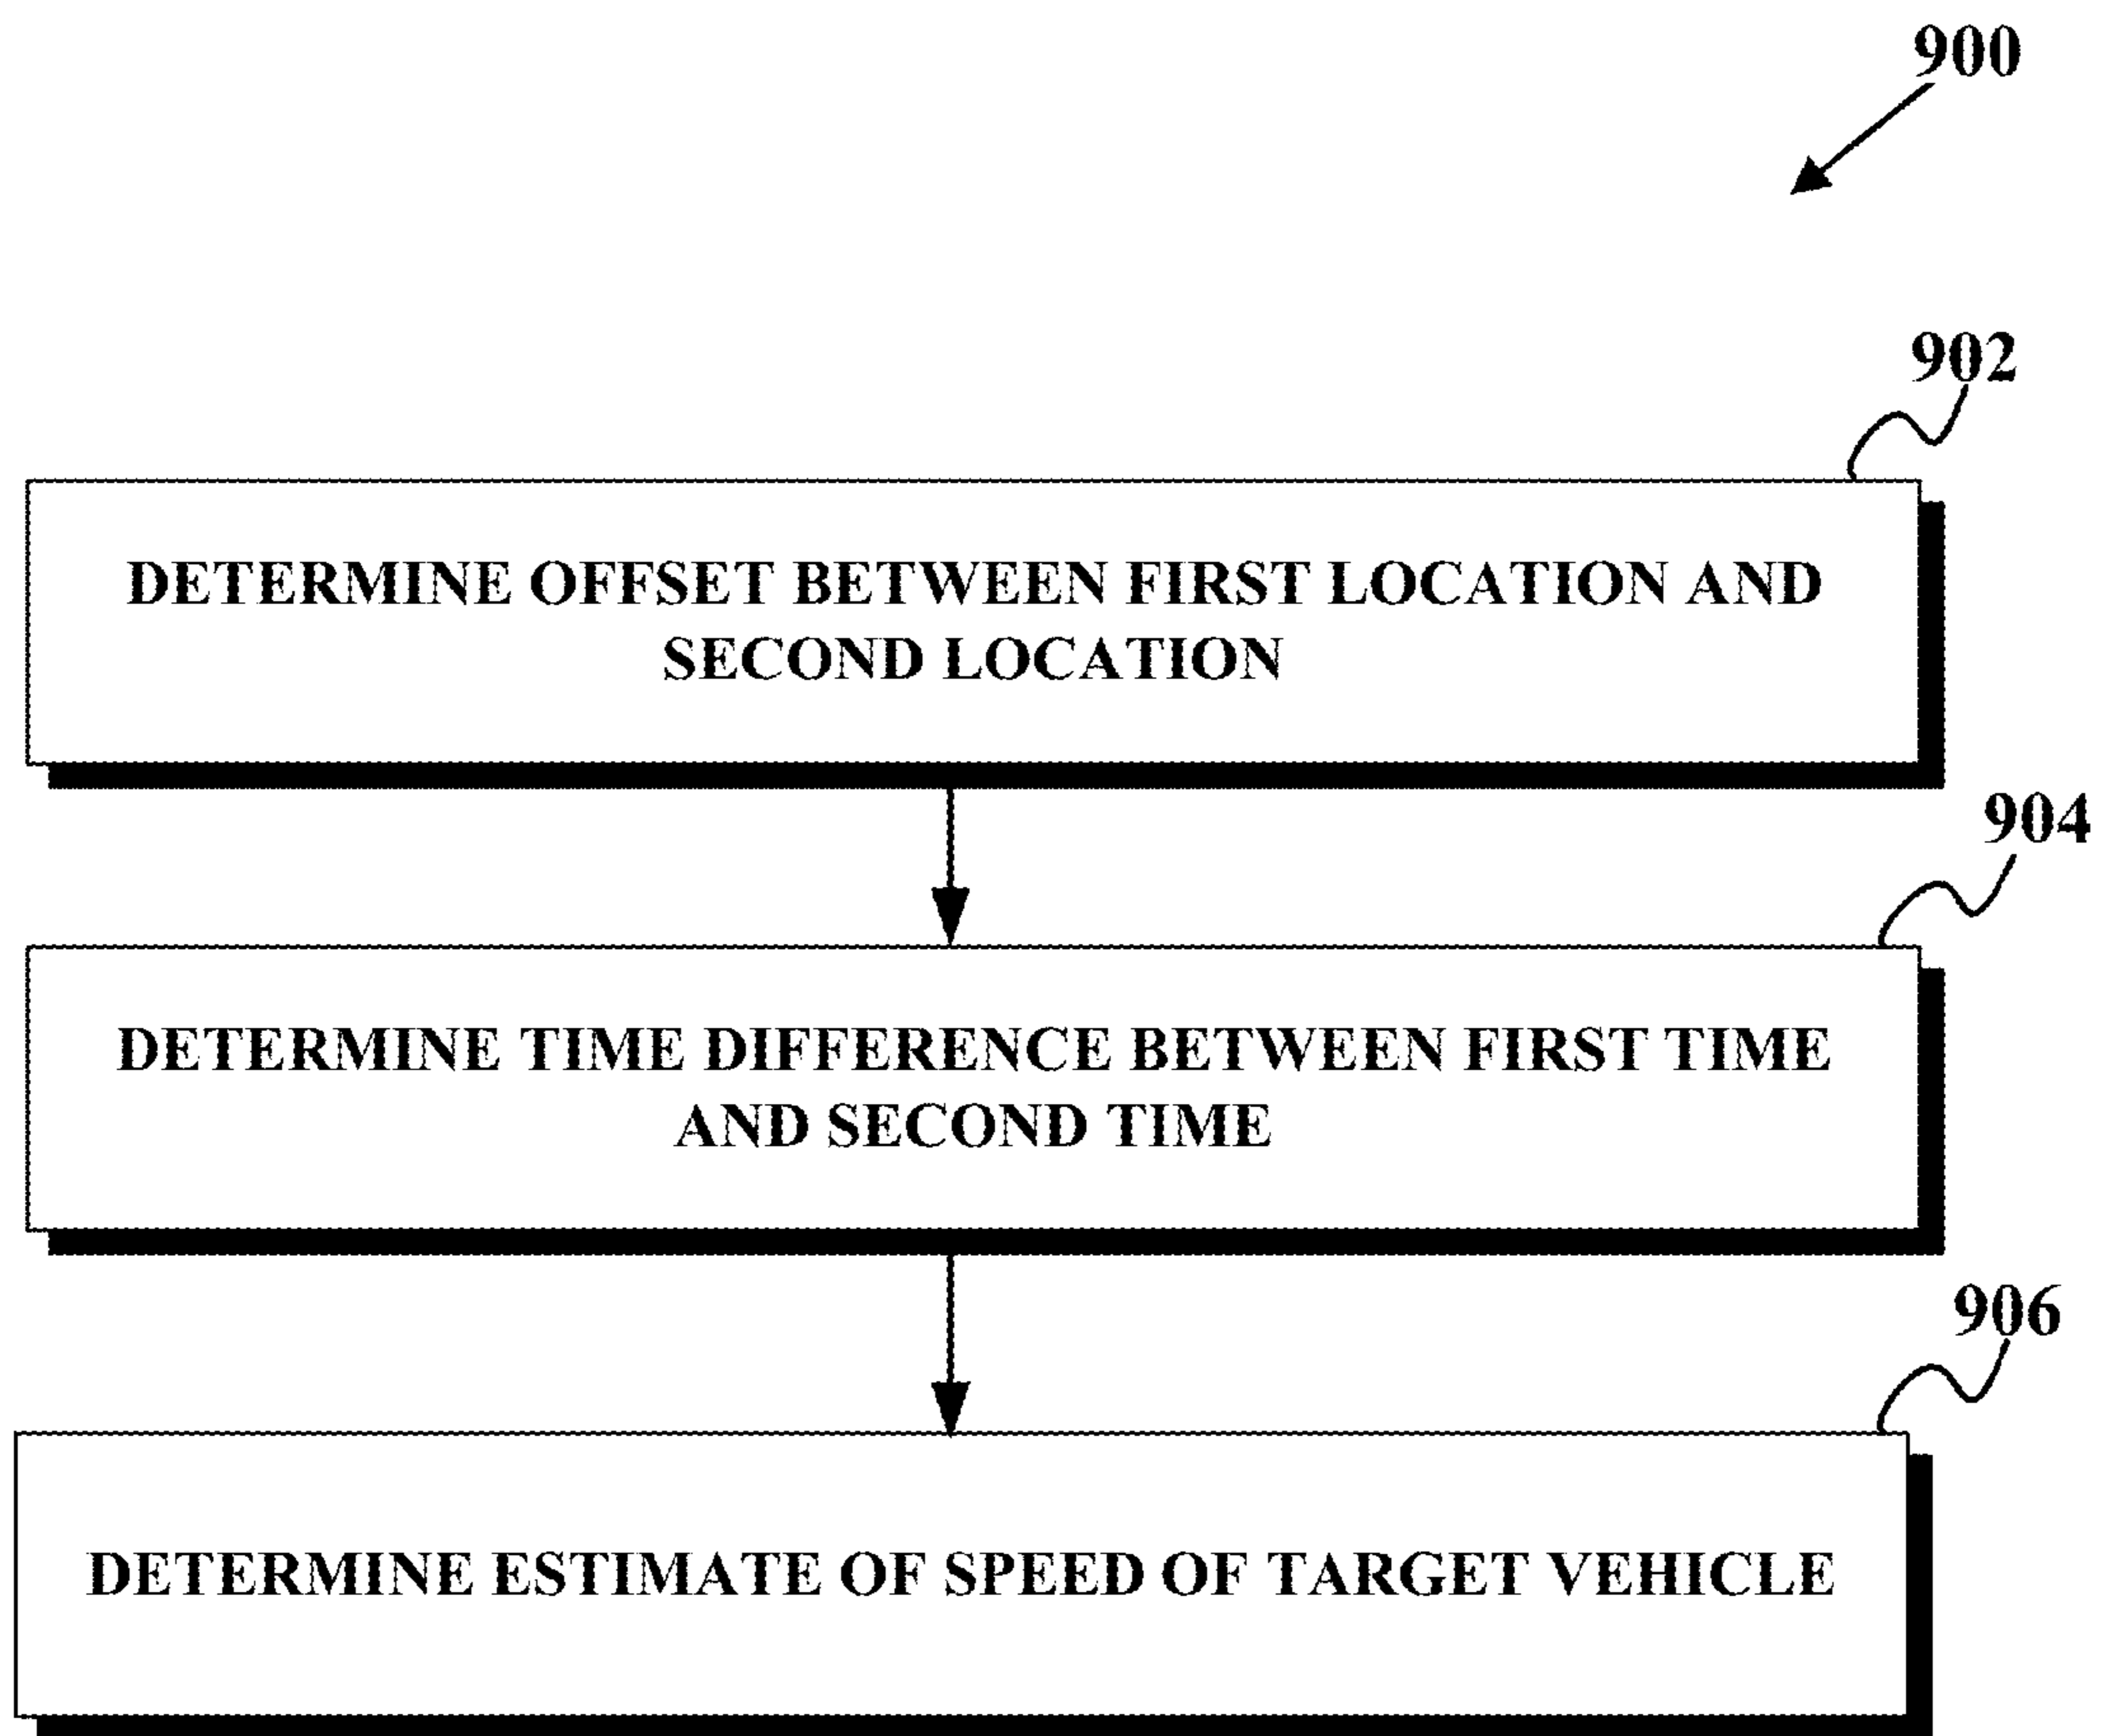 900
902
DETERMINE OFFSET BETWEEN FIRST LOCATION AND
SECOND LOCATION
904
DETERMINE TIME DIFFERENCE BETWEEN FIRST TIME
AND SECOND TIME
906
DETERMINE ESTIMATE OF SPEED OF TARGET VEHICLE